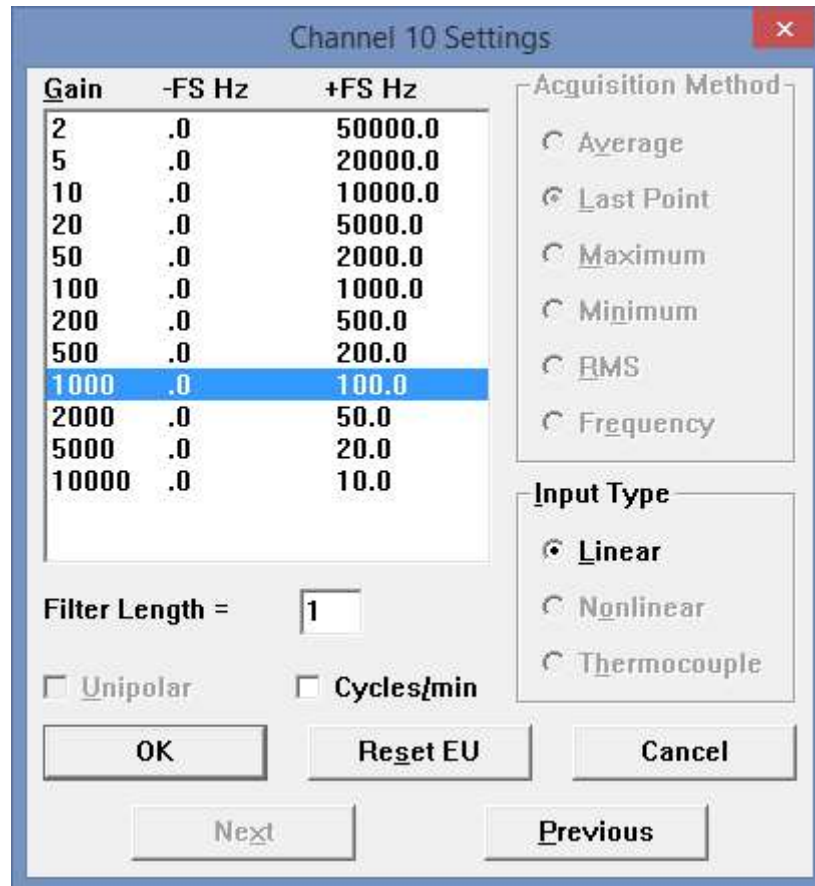 Channel 10 Settings
Gain -FS Hz +FS Hz
2 .0 50000.0
5 .0 20000.0
10 .0 10000.0
20 .0 5000.0
50 .0 2000.0
100 .0 1000.0
200 .0 500.0
500 .0 200.0
1000 .0 100.0
2000 .0 50.0
5000 .0 20.0
10000 .0 10.0
Filter Length = 1
Unipolar Cycles/min
Acquisition Method
Average
Last Point
Maximum
Minimum
RMS
Frequency
Input Type
Linear
Nonlinear
Thermocouple
OK Reset EU Cancel
Next Previous